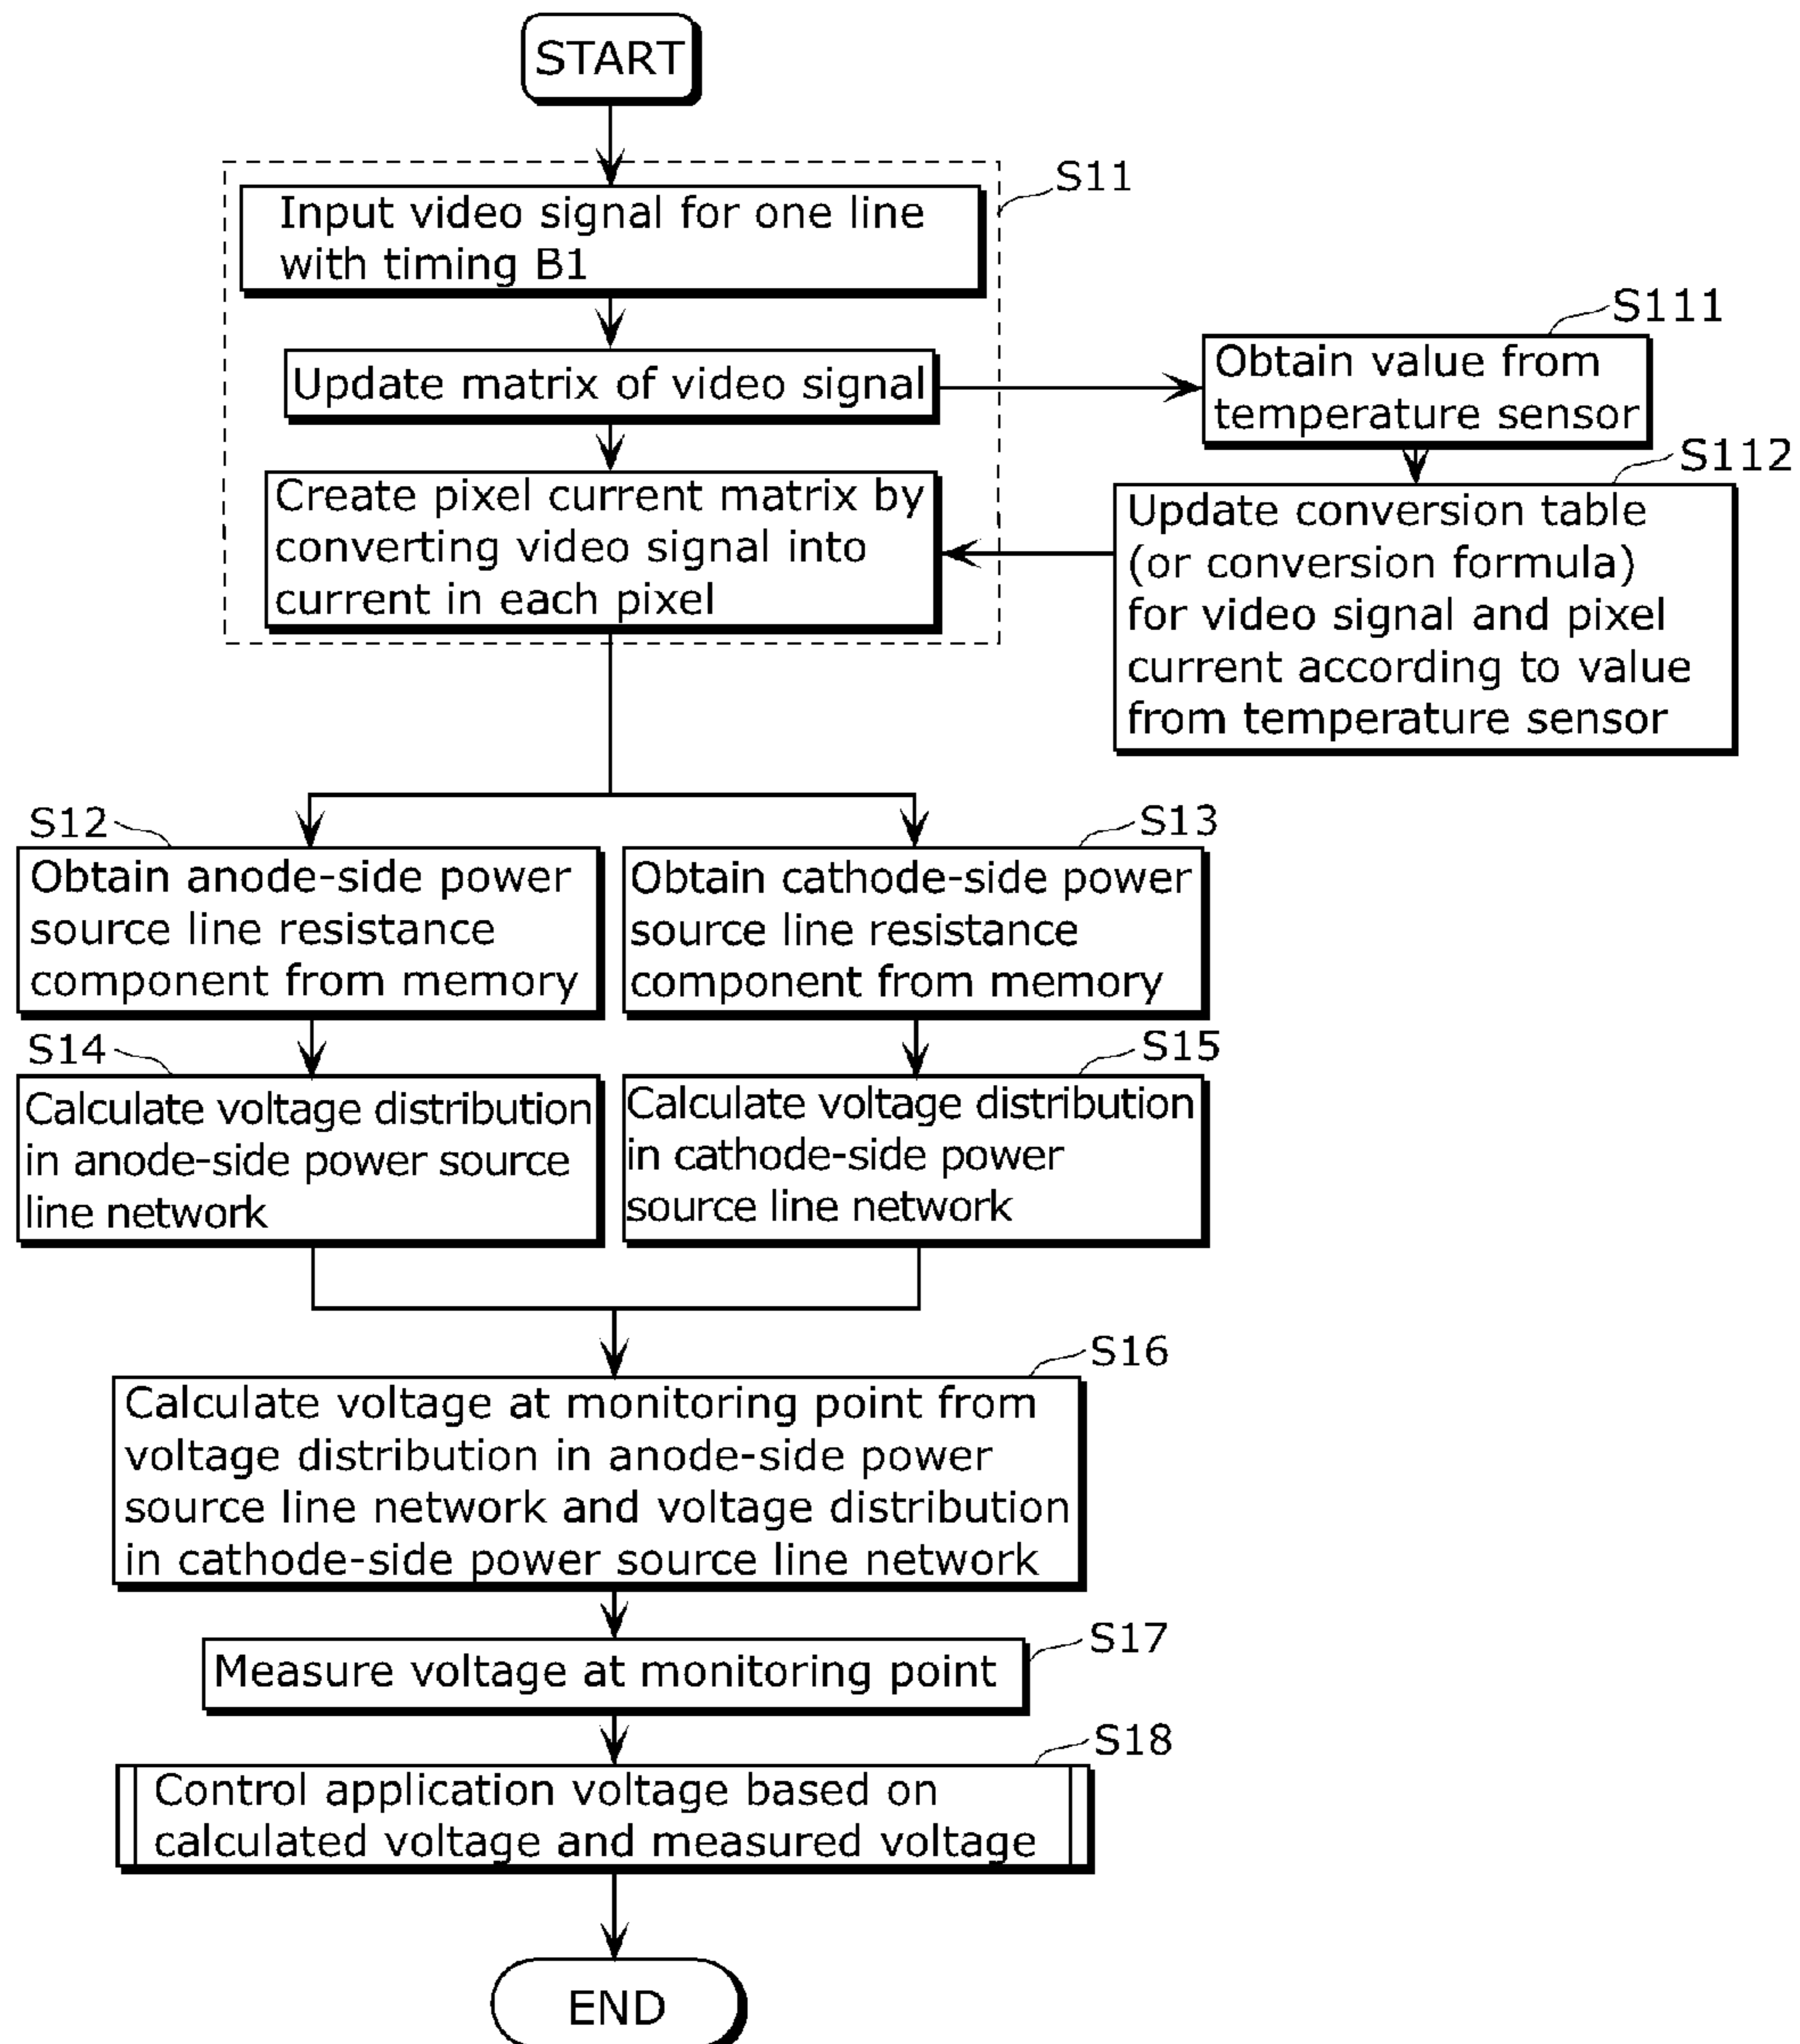 START
S11
Input video signal for one line
with timing B1
Update matrix of video signal
S111
Obtain value from
temperature sensor
Create pixel current matrix by
converting video signal into
current in each pixel
S112
Update conversion table
(or conversion formula)
for video signal and pixel
current according to value
from temperature sensor
S12
Obtain anode-side power
source line resistance
component from memory
S13
Obtain cathode-side power
source line resistance
component from memory
S14
Calculate voltage distribution
in anode-side power source
line network
S15
Calculate voltage distribution
in cathode-side power
source line network
S16
Calculate voltage at monitoring point from
voltage distribution in anode-side power
source line network and voltage distribution
in cathode-side power source line network
S17
Measure voltage at monitoring point
S18
Control application voltage based on
calculated voltage and measured voltage
END